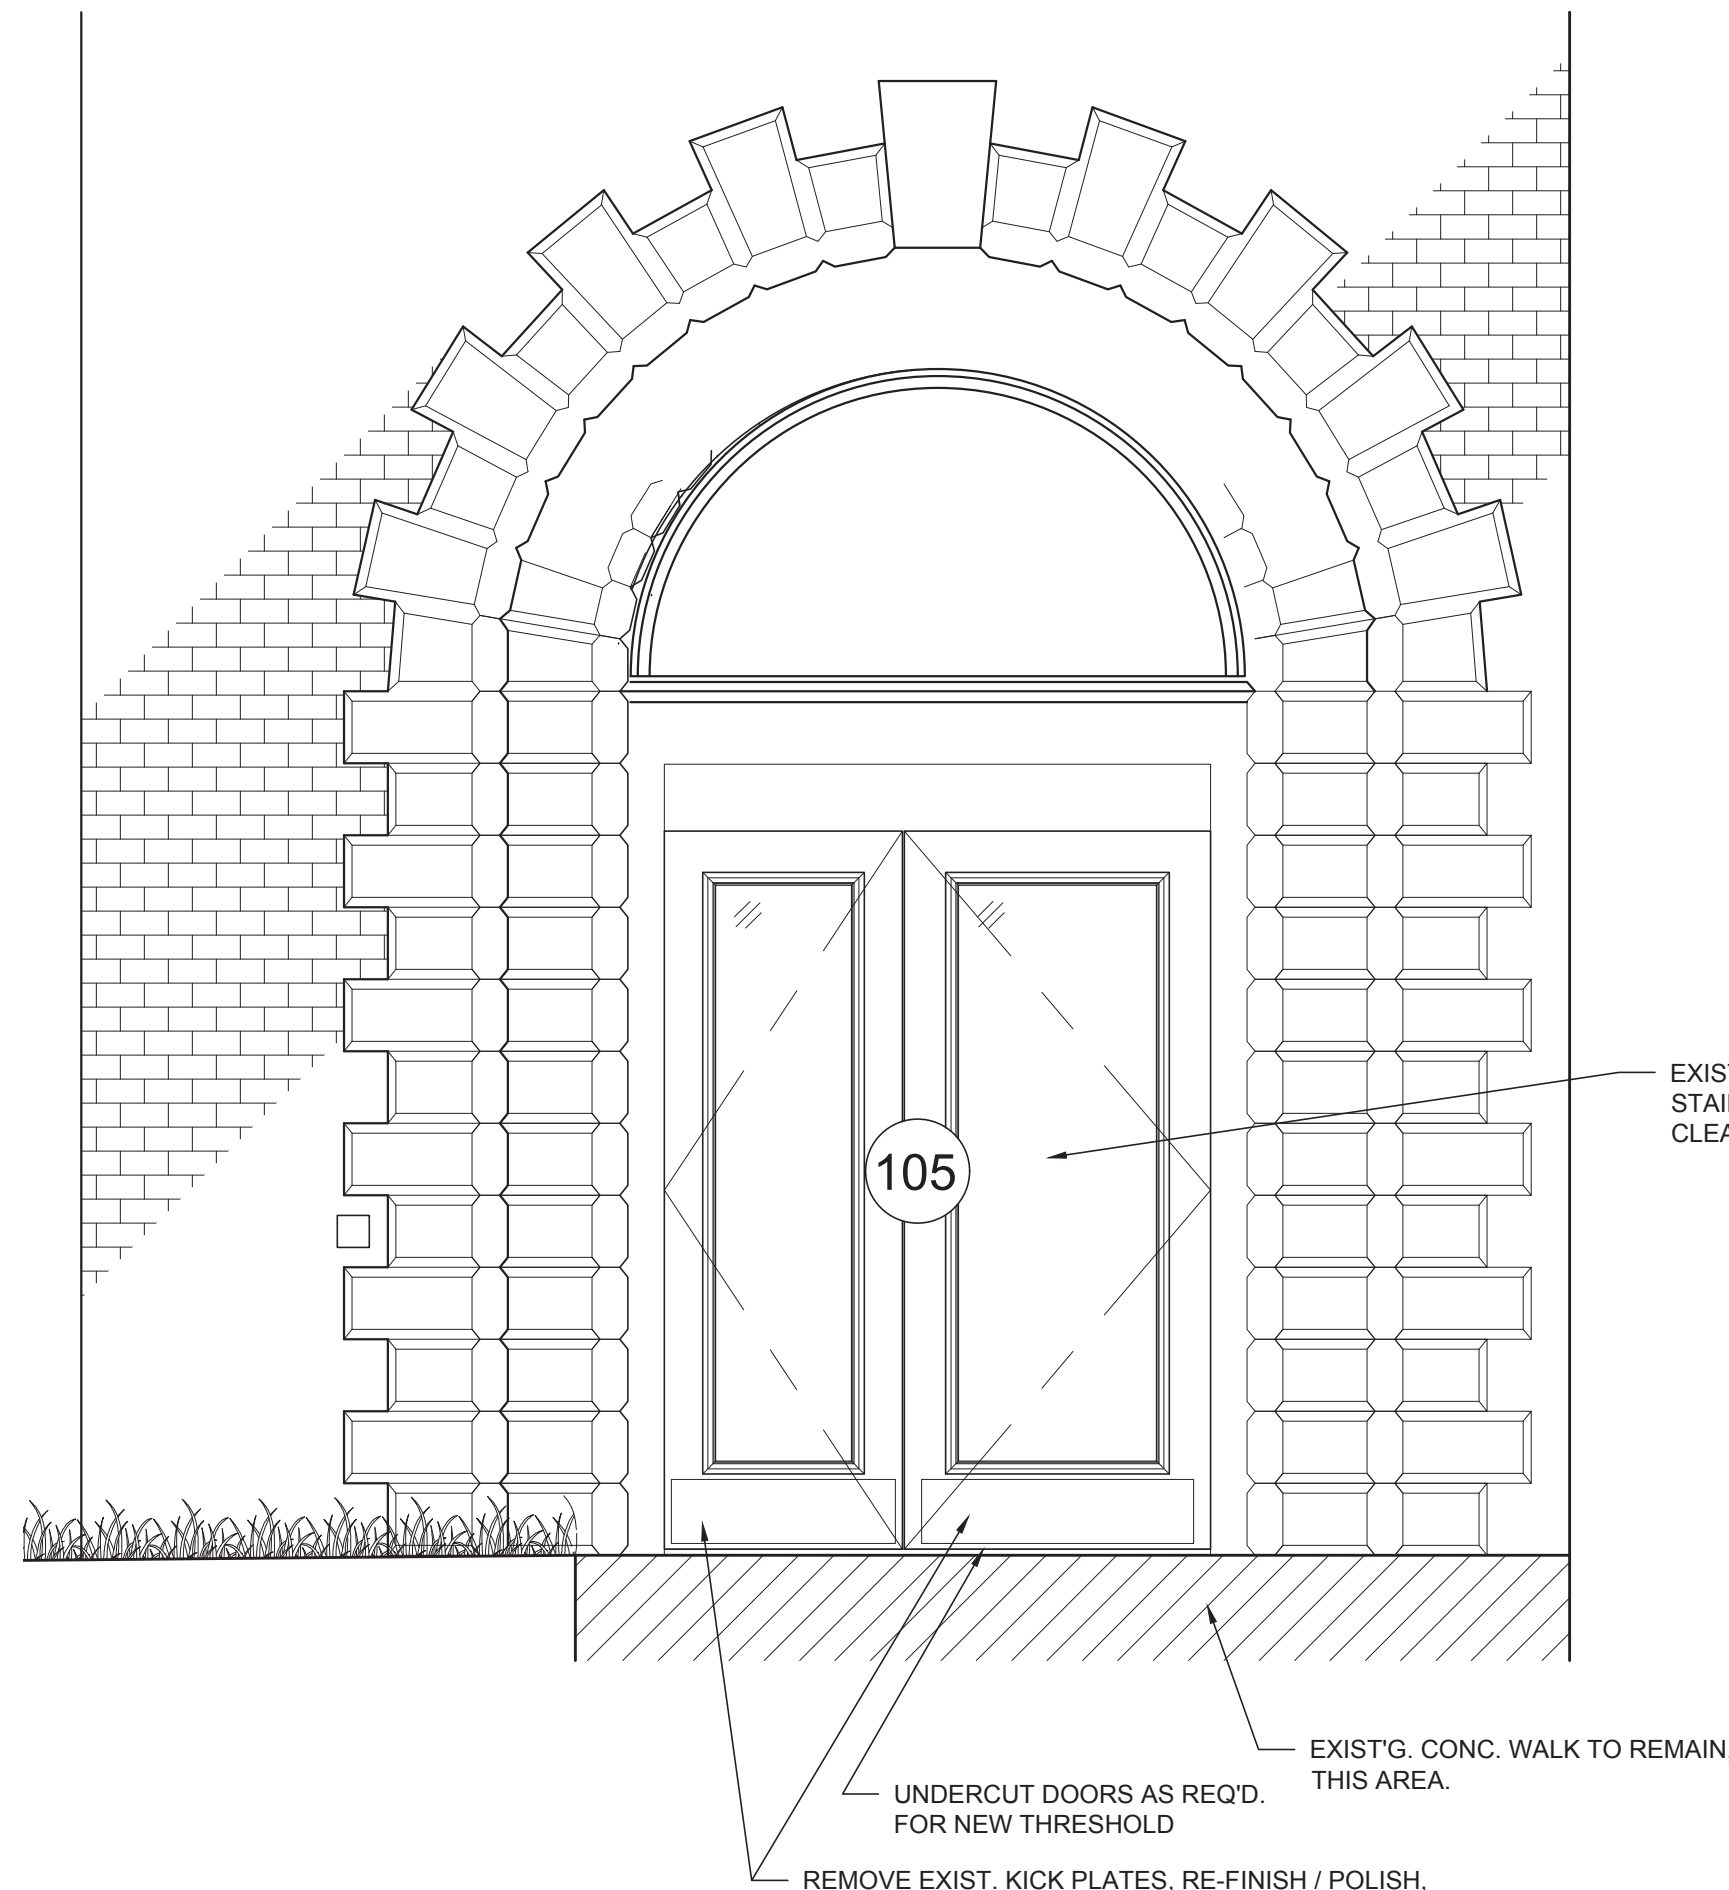 105
EXIST
STAI
CLEA
EXIST'G. CONC. WALK TO REMAIN
THIS AREA.
UNDERCUT DOORS AS REQ'D.
FOR NEW THRESHOLD
REMOVE EXIST. KICK PLATES, RE-FINISH / POLISH,